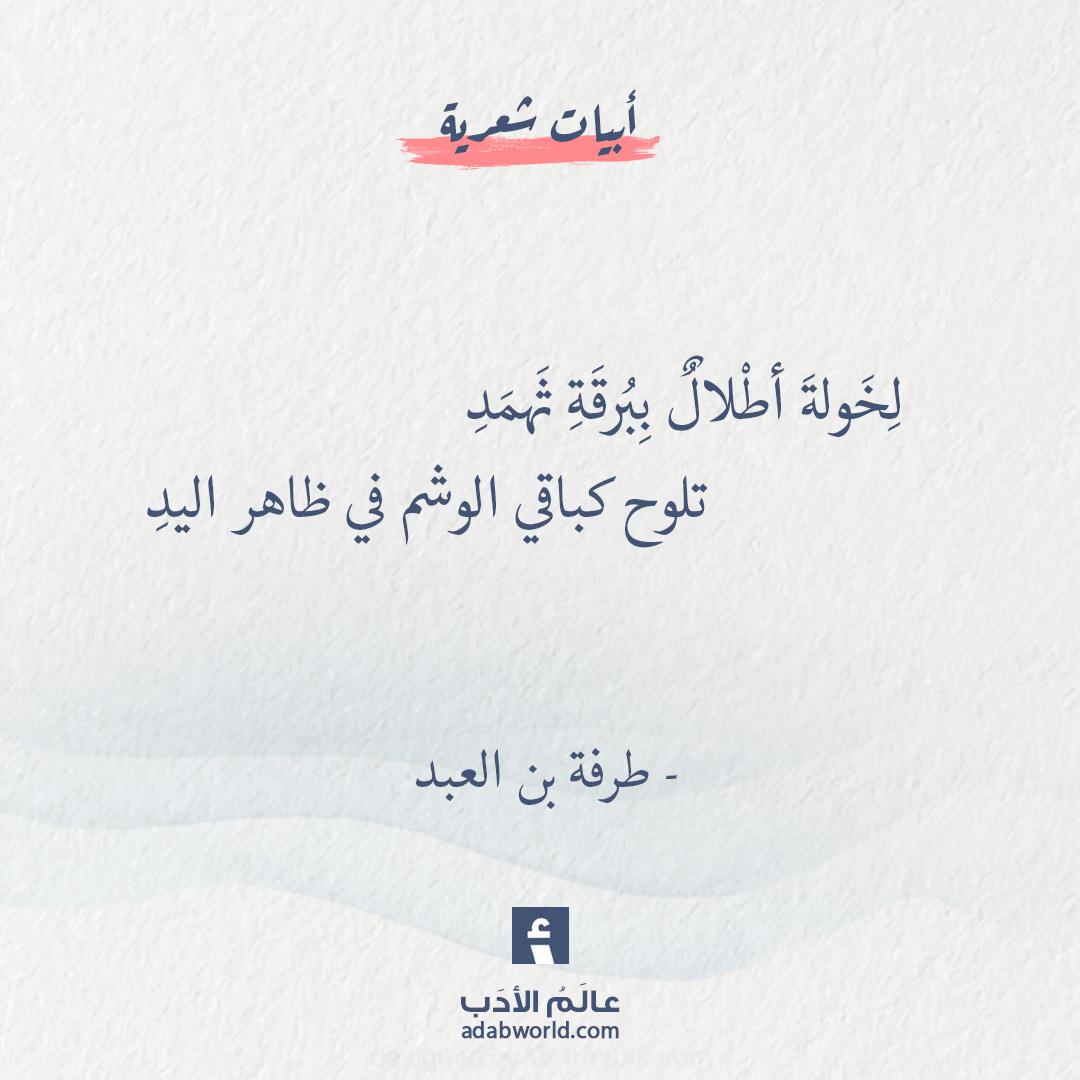 أبيات شعرية
لِخَولةَ أطْلالٌ بِبُرقَةِ ثَهمَدِ
تلوح كباقي الوشم في ظاهر اليدِ
- طرفة بن العبد
أ
عالَمُ الأدَب
adabworld.com